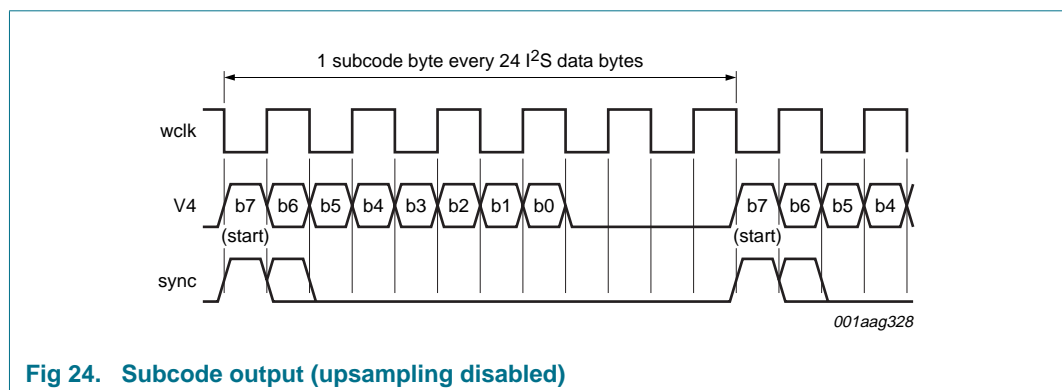 1 subcode byte every 24 I²S data bytes
wclk
V4 b7 b6 b5 b4 b3 b2 b1 b0 b7 b6 b5 b4
(start) (start)
sync
001aag328
Fig 24. Subcode output (upsampling disabled)